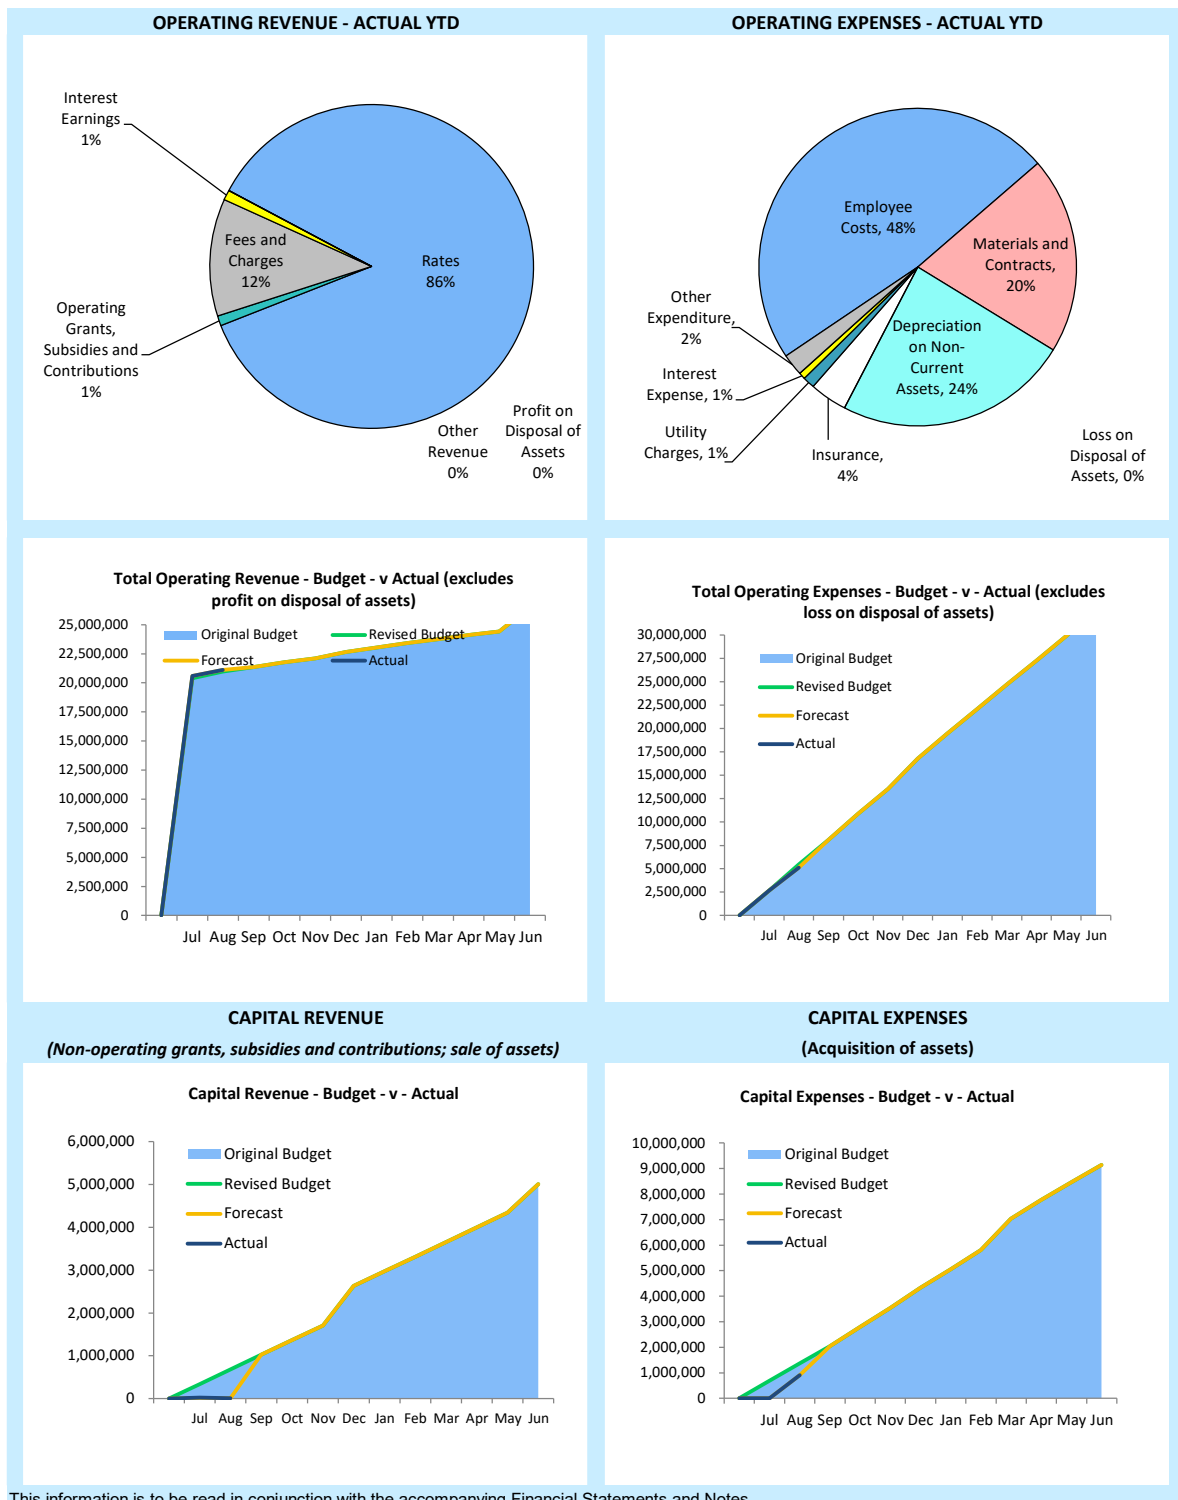 OPERATING REVENUE - ACTUAL YTD
Interest
Earnings
1%
Fees and
Charges
12%
Rates
86%
Operating
Grants,
Subsidies and
Contributions
1%
Other
Revenue
0%
Profit on
Disposal of
Assets
0%
OPERATING EXPENSES - ACTUAL YTD
Employee
Costs, 48%
Materials and
Contracts,
20%
Other
Expenditure,
2%
Depreciation
on Non-
Current
Assets, 24%
Interest
Expense, 1%
Utility
Charges, 1%
Insurance,
4%
Loss on
Disposal of
Assets, 0%
Total Operating Revenue - Budget - v Actual (excludes
profit on disposal of assets)
25,000,000
22,500,000
20,000,000
17,500,000
15,000,000
12,500,000
10,000,000
7,500,000
5,000,000
2,500,000
0
Original Budget
Revised Budget
Forecast
Actual
Jul Aug Sep Oct Nov Dec Jan Feb Mar Apr May Jun
Total Operating Expenses - Budget - v - Actual (excludes
loss on disposal of assets)
30,000,000
27,500,000
25,000,000
22,500,000
20,000,000
17,500,000
15,000,000
12,500,000
10,000,000
7,500,000
5,000,000
2,500,000
0
Original Budget
Revised Budget
Forecast
Actual
Jul Aug Sep Oct Nov Dec Jan Feb Mar Apr May Jun
CAPITAL REVENUE
(Non-operating grants, subsidies and contributions; sale of assets)
Capital Revenue - Budget - v - Actual
6,000,000
5,000,000
4,000,000
3,000,000
2,000,000
1,000,000
0
Original Budget
Revised Budget
Forecast
Actual
Jul Aug Sep Oct Nov Dec Jan Feb Mar Apr May Jun
CAPITAL EXPENSES
(Acquisition of assets)
Capital Expenses - Budget - v - Actual
10,000,000
9,000,000
8,000,000
7,000,000
6,000,000
5,000,000
4,000,000
3,000,000
2,000,000
1,000,000
0
Original Budget
Revised Budget
Forecast
Actual
Jul Aug Sep Oct Nov Dec Jan Feb Mar Apr May Jun
This information is to be read in conjunction with the accompanying Financial Statements and Notes